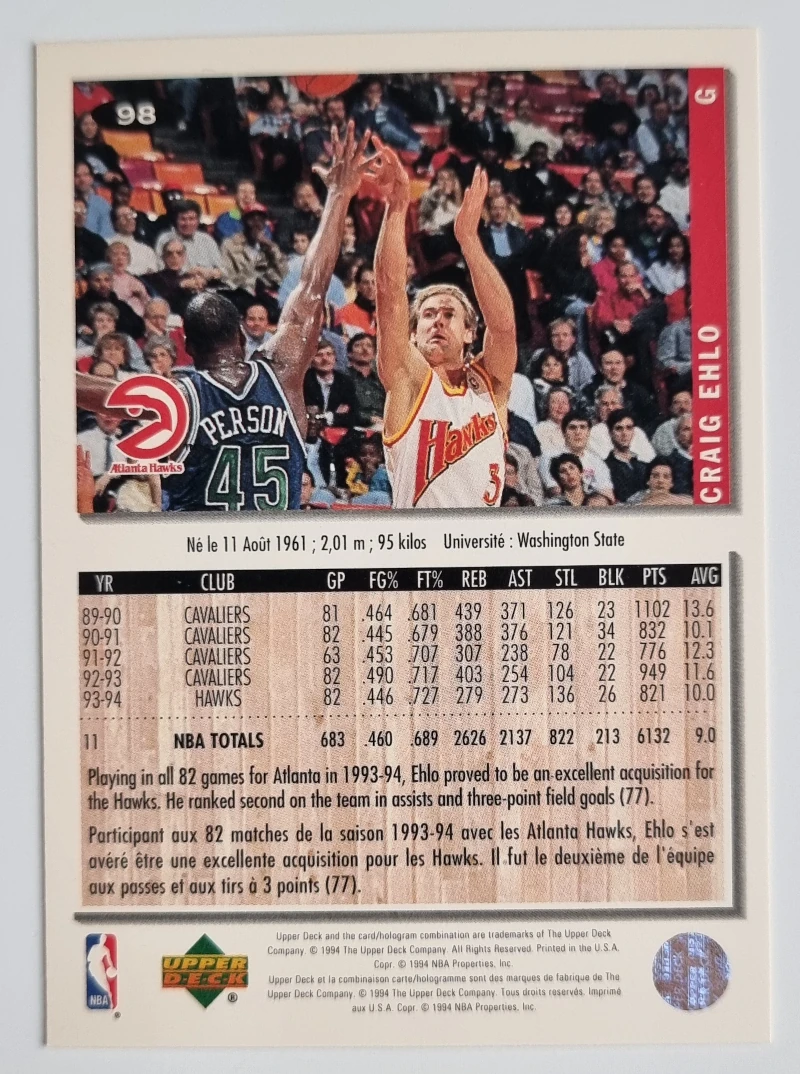 98
G
CRAIG EHLO
PERSON
45
Hawks
3
Atlanta Hawks
Né le 11 Août 1961 ; 2,01 m ; 95 kilos Université : Washington State
YR CLUB GP FG% FT% REB AST STL BLK PTS AVG
89-90 CAVALIERS 81 .464 .681 439 371 126 23 1102 13.6
90-91 CAVALIERS 82 .445 .679 388 376 121 34 832 10.1
91-92 CAVALIERS 63 .453 .707 307 238 78 22 776 12.3
92-93 CAVALIERS 82 .490 .717 403 254 104 22 949 11.6
93-94 HAWKS 82 .446 .727 279 273 136 26 821 10.0
11 NBA TOTALS 683 .460 .689 2626 2137 822 213 6132 9.0
Playing in all 82 games for Atlanta in 1993-94, Ehlo proved to be an excellent acquisition for
the Hawks. He ranked second on the team in assists and three-point field goals (77).
Participant aux 82 matches de la saison 1993-94 avec les Atlanta Hawks, Ehlo s'est
avéré être une excellente acquisition pour les Hawks. Il fut le deuxième de l'équipe
aux passes et aux tirs à 3 points (77).
Upper Deck and the card/hologram combination are trademarks of The Upper Deck
Company. © 1994 The Upper Deck Company. All Rights Reserved. Printed in the U.S.A.
Copr. © 1994 NBA Properties, Inc.
Upper Deck et la combinaison carte/hologramme sont des marques de fabrique de The
Upper Deck Company. © 1994 The Upper Deck Company. Tous droits réservés. Imprimé
aux U.S.A. Copr. © 1994 NBA Properties, Inc.
NBA
®
UPPER
DECK
®